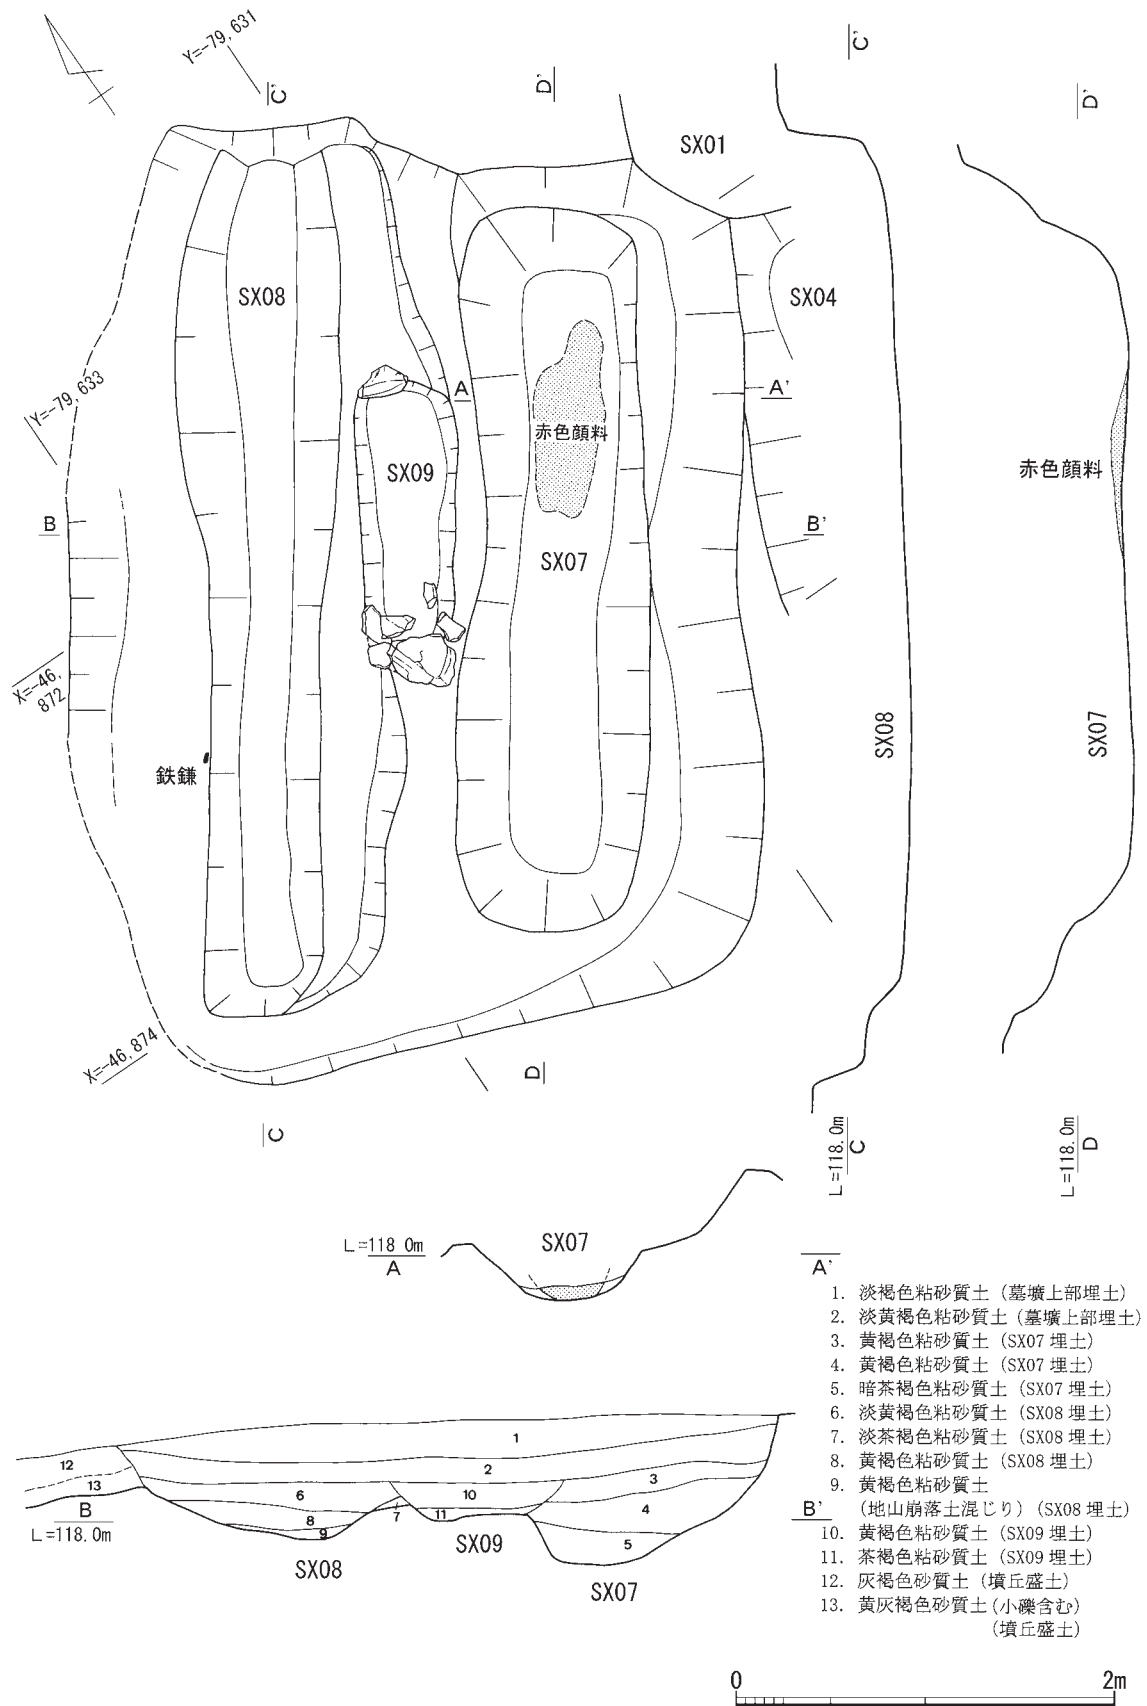 Y=-79,631
C'
D'
C'
D'
SX01
SX08
SX04
Y=-79,633
A
A'
赤色顔料
赤色顔料
SX09
B
B'
SX07
X=-46,
872
SX08
SX07
鉄鎌
X=-46,874
D
C
L=118.0m
C
L=118.0m
D
L=118 0m
A
SX07
A'
1. 淡褐色粘砂質土 (墓壙上部埋土)
2. 淡黄褐色粘砂質土 (墓壙上部埋土)
3. 黄褐色粘砂質土 (SX07 埋土)
4. 黄褐色粘砂質土 (SX07 埋土)
5. 暗茶褐色粘砂質土 (SX07 埋土)
6. 淡黄褐色粘砂質土 (SX08 埋土)
7. 淡茶褐色粘砂質土 (SX08 埋土)
8. 黄褐色粘砂質土 (SX08 埋土)
9. 黄褐色粘砂質土
(地山崩落土混じり) (SX08 埋土)
10. 黄褐色粘砂質土 (SX09 埋土)
11. 茶褐色粘砂質土 (SX09 埋土)
12. 灰褐色砂質土 (墳丘盛土)
13. 黄灰褐色砂質土 (小礫含む)
(墳丘盛土)
1
12
2
3
13
6
10
4
B
L=118.0m
8
7
11
9
5
B'
SX08
SX09
SX07
0
2m